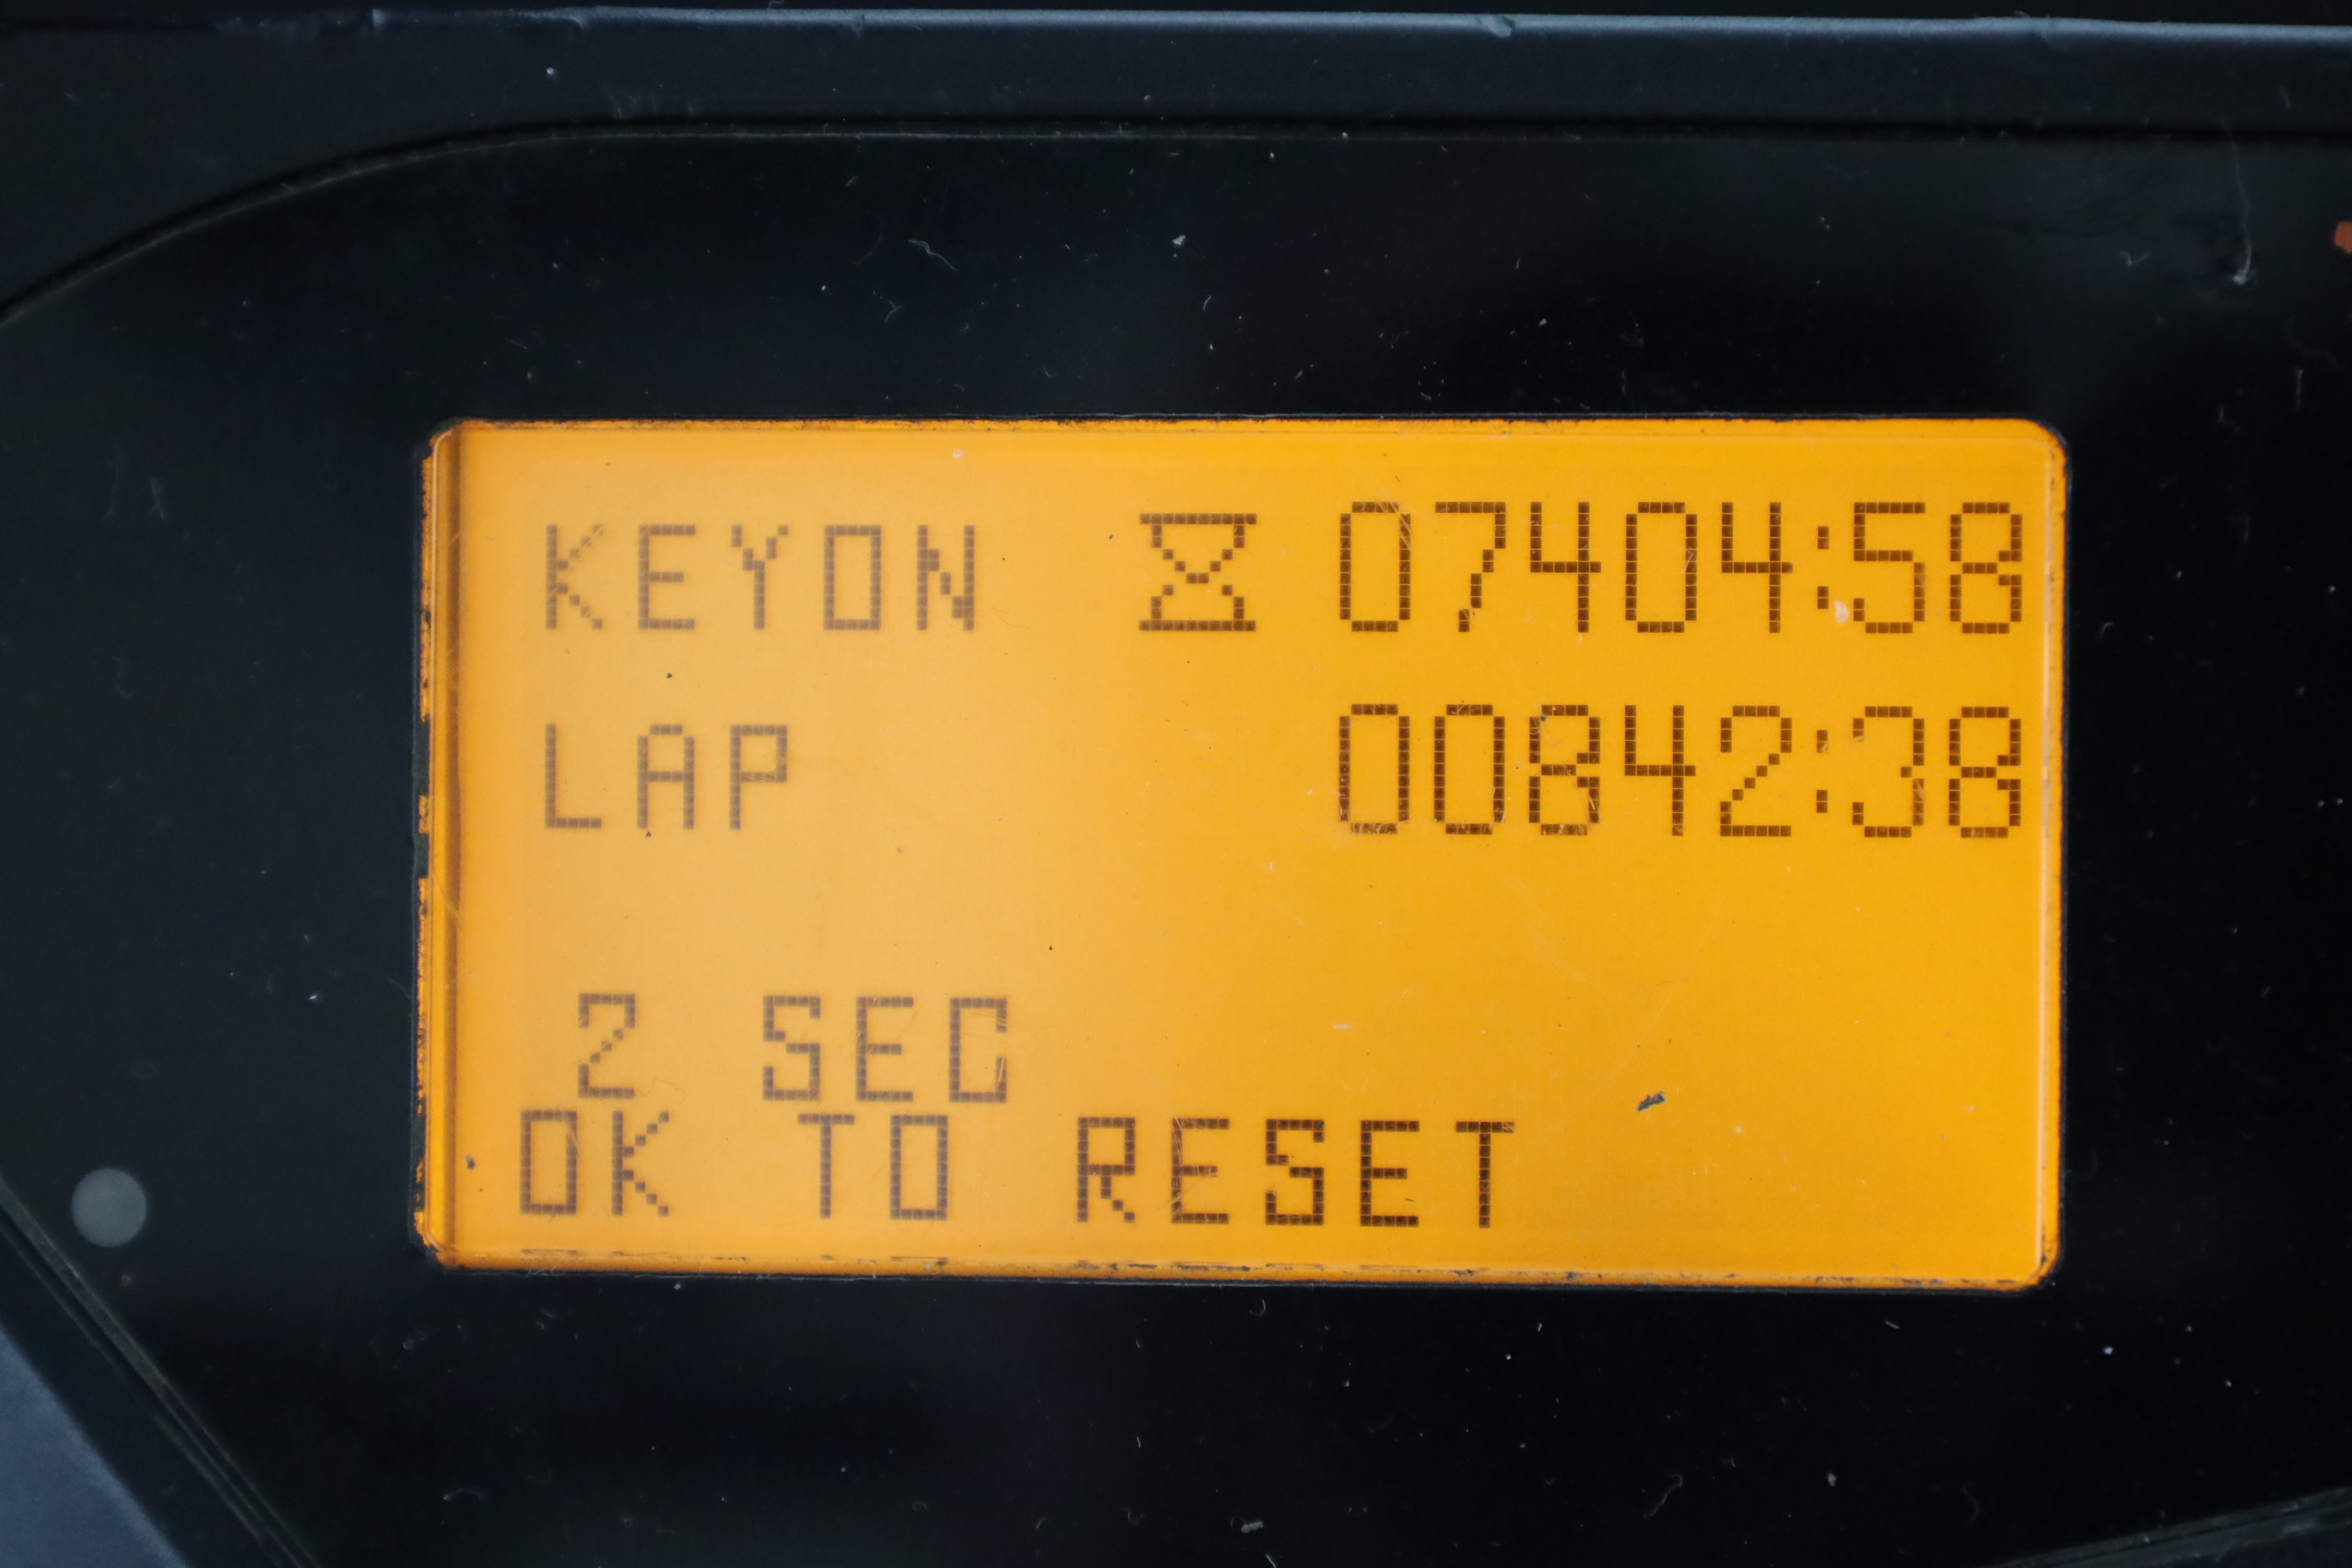 KEYON ⌛ 07404:58
LAP 00842:38
2 SEC
OK TO RESET